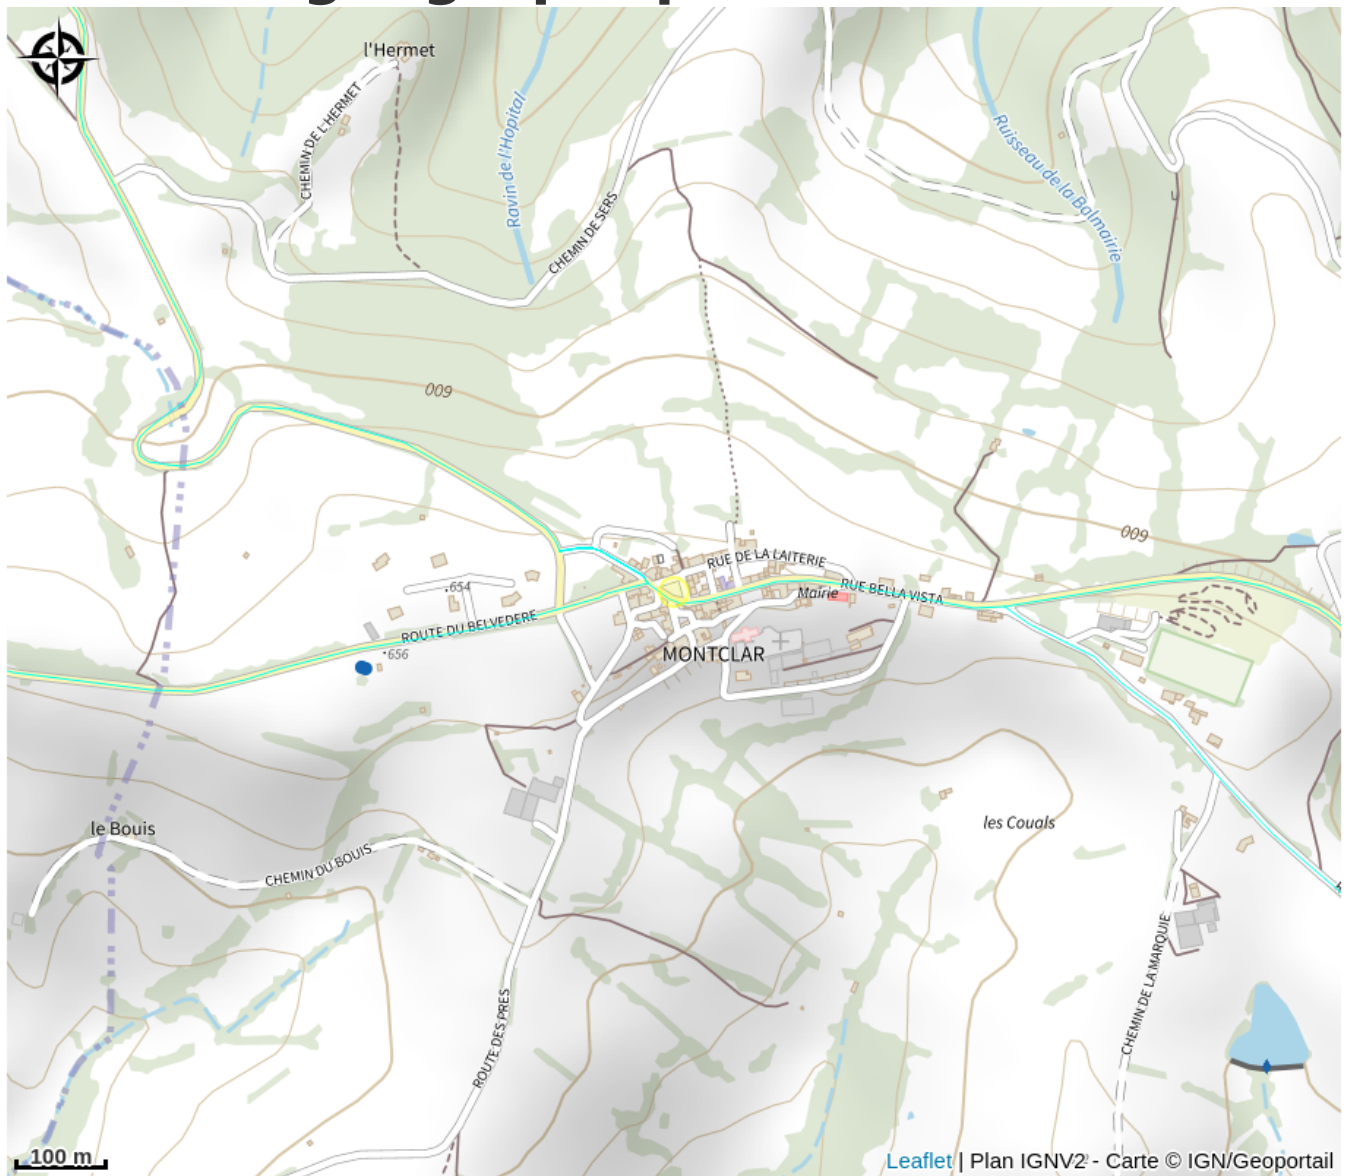 l'Hermet
CHEMIN DE L'HERMET
Ravin de l'Hopital
CHEMIN DE SERS
Ruisseau de la Balmairie
009
009
RUE DE LA LAITERIE
RUE BELLA VISTA
Mairie
654
ROUTE DU BELVEDERE
656
MONTCLAR
les Couals
le Bouis
CHEMIN DU BOUIS
CHEMIN DE LA MARQUIE
ROUTE DES PRES
100 m
Leaflet | Plan IGNV2 - Carte © IGN/Geoportail